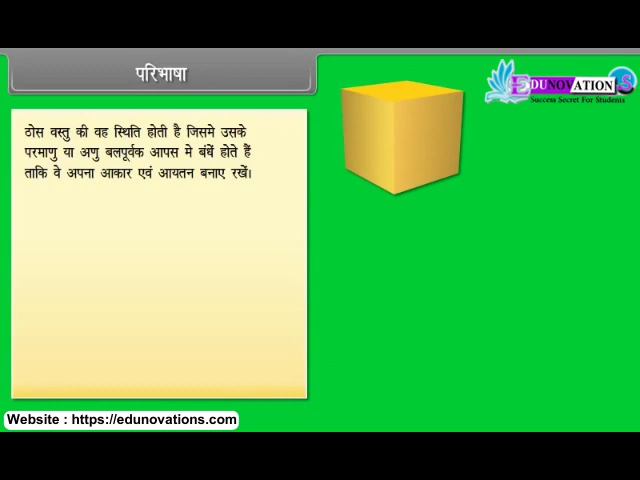 परिभाषा
EDUNOVATIONS
Success Secret For Students
ठोस वस्तु की वह स्थिति होती है जिसमे उसके
परमाणु या अणु बलपूर्वक आपस मे बंधें होते हैं
ताकि वे अपना आकार एवं आयतन बनाए रखें।
Website : https://edunovations.com